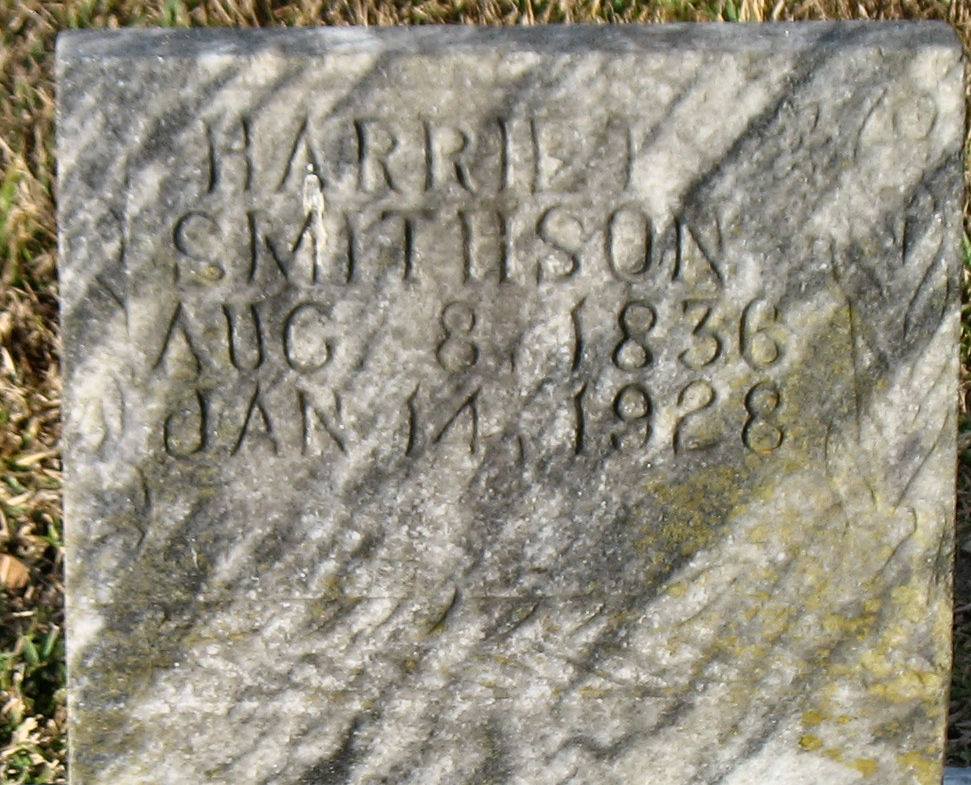 HARRIET
SMITHSON
AUG. 8, 1836
JAN 14, 1928